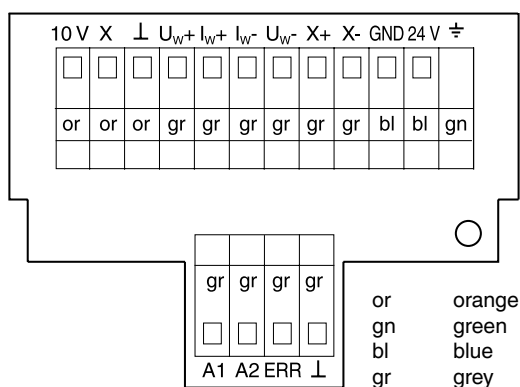 10 V X ⊥ Uw+ Iw+ Iw- Uw- X+ X- GND 24 V ⏚
or or or gr gr gr gr gr gr bl bl gn
gr gr gr gr
A1 A2 ERR ⊥
or orange
gn green
bl blue
gr grey